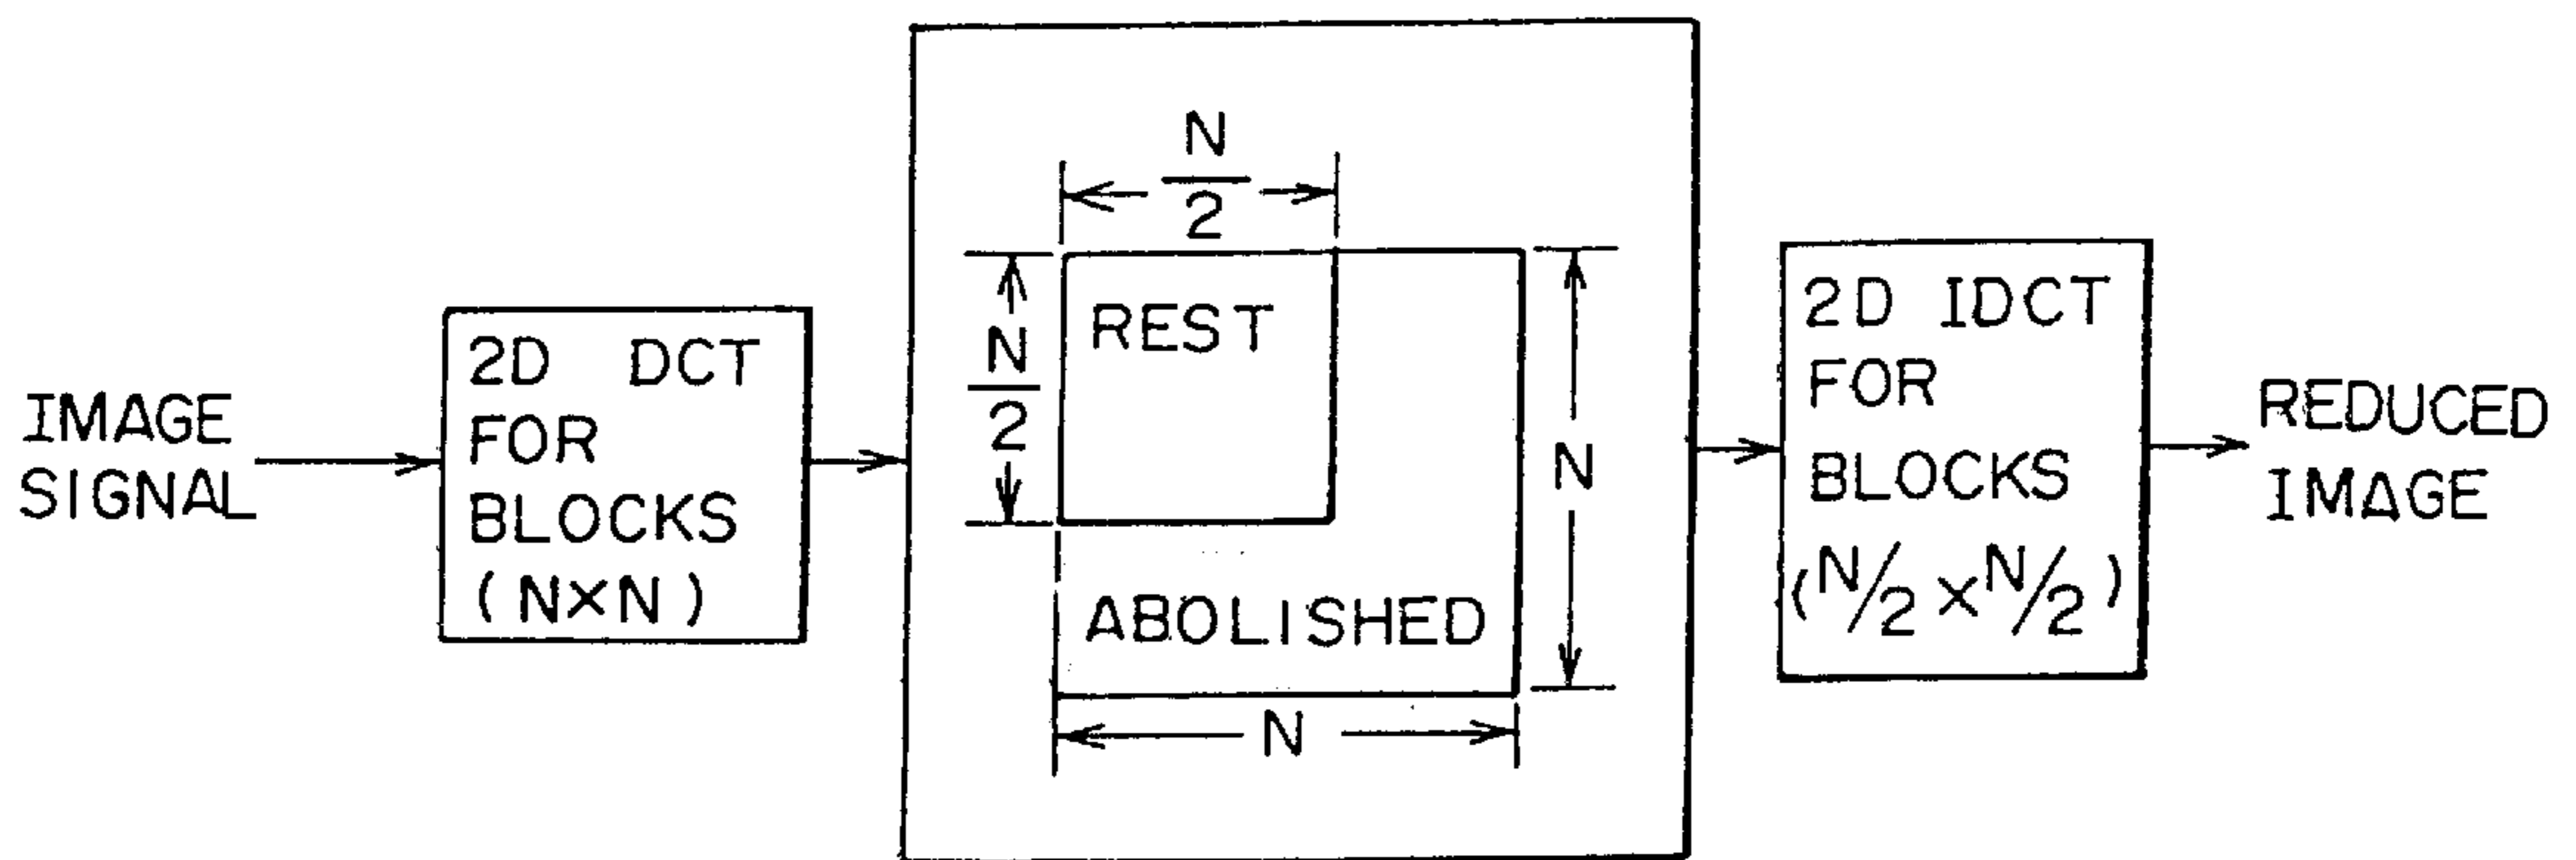 IMAGE
SIGNAL
2D DCT
FOR
BLOCKS
(N×N)
N
2
N
2
REST
N
ABOLISHED
N
2D IDCT
FOR
BLOCKS
(N/2×N/2)
REDUCED
IMAGE